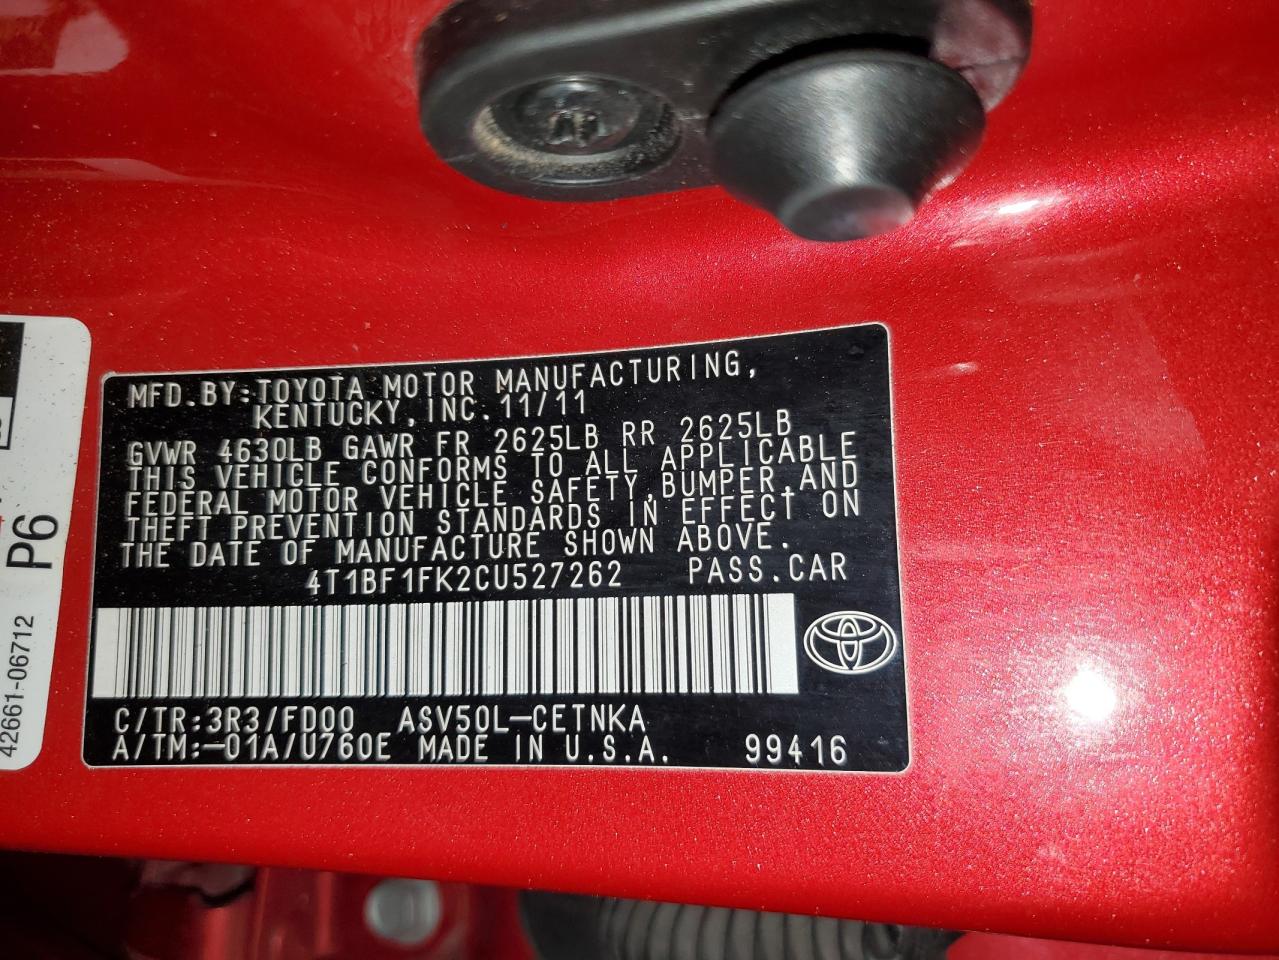 MFD.BY:TOYOTA MOTOR MANUFACTURING,
KENTUCKY,INC. 11/11
GVWR 4630LB GAWR FR 2625LB RR 2625LB
THIS VEHICLE CONFORMS TO ALL APPLICABLE
FEDERAL MOTOR VEHICLE SAFETY,BUMPER,AND
THEFT PREVENTION STANDARDS IN EFFECT ON
THE DATE OF MANUFACTURE SHOWN ABOVE.
4T1BF1FK2CU527262 PASS.CAR
C/TR:3R3/FD00 ASV50L-CETNKA
A/TM:-01A/U760E MADE IN U.S.A. 99416
P6
42661-06712